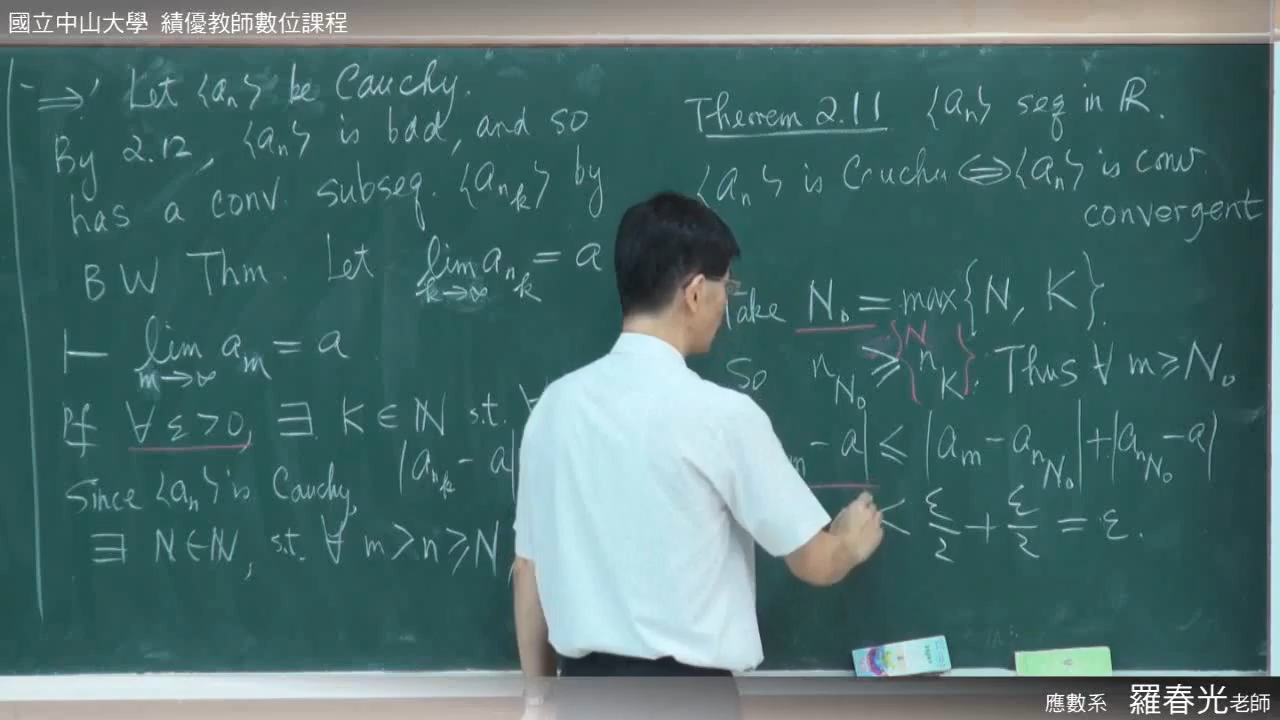 國立中山大學 績優教師數位課程
"⇒" Let ⟨aₙ⟩ be Cauchy.
By 2.12, ⟨aₙ⟩ is bdd, and so
has a conv. subseq. ⟨a_{n_k}⟩ by
BW Thm. Let lim_{k→∞} a_{n_k} = a
⊢ lim_{m→∞} a_m = a
Pf ∀ ε > 0, ∃ K ∈ ℕ s.t. ∀
|a_{n_k} - a|
Since ⟨aₙ⟩ is Cauchy,
∃ N ∈ ℕ, s.t. ∀ m > n ≥ N
Theorem 2.11 ⟨aₙ⟩ seq in ℝ.
⟨aₙ⟩ is Cauchy ⟺ ⟨aₙ⟩ is conv.
convergent
Take N₀ = max{N, K}.
So n_{N₀} ≥ { N n_K }. Thus ∀ m ≥ N₀
m - a| ≤ |a_m - a_{n_{N₀}}| + |a_{n_{N₀}} - a|
< ε/2 + ε/2 = ε.
應數系 羅春光老師